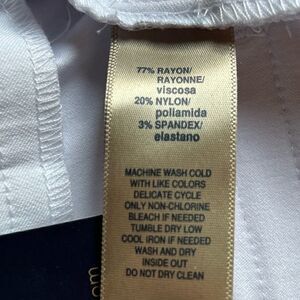 77% RAYON/
RAYONNE/
viscosa
20% NYLON/
poliamida
3% SPANDEX/
elastano
MACHINE WASH COLD
WITH LIKE COLORS
DELICATE CYCLE
ONLY NON-CHLORINE
BLEACH IF NEEDED
TUMBLE DRY LOW
COOL IRON IF NEEDED
WASH AND DRY
INSIDE OUT
DO NOT DRY CLEAN